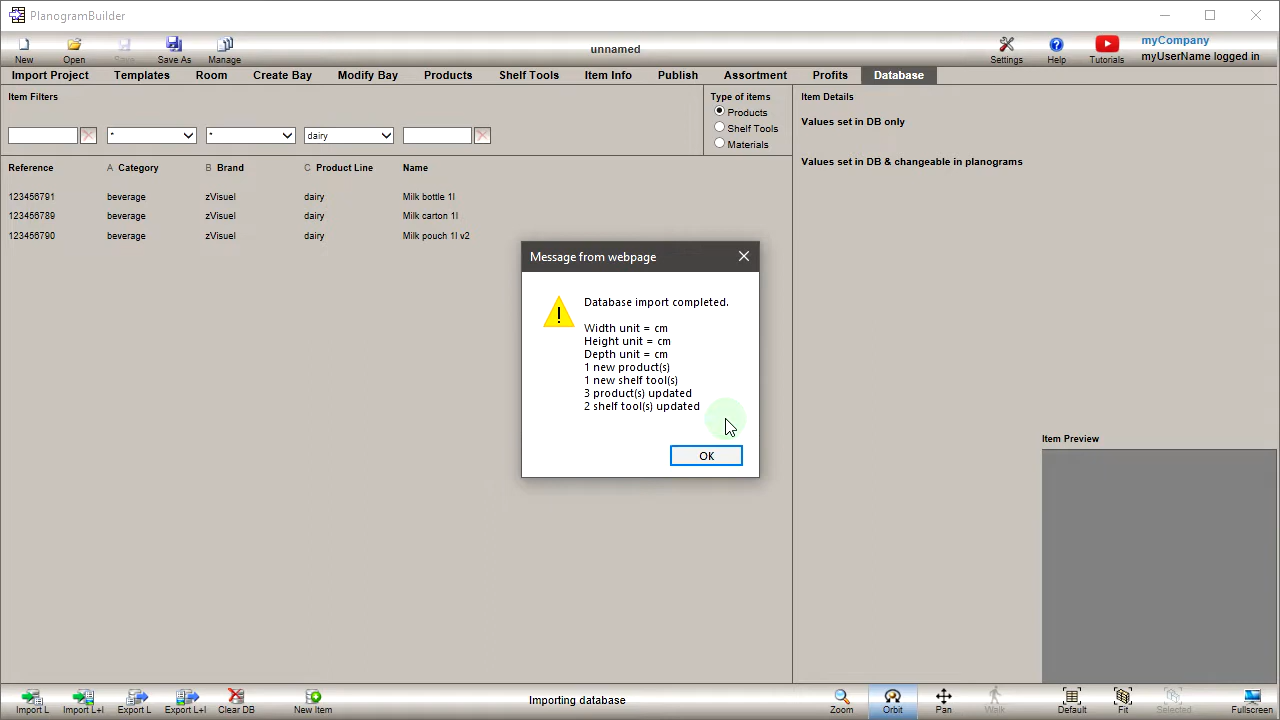 PlanogramBuilder
New Open Save Save As Manage
unnamed
Settings Help Tutorials
myCompany
myUserName logged in
Import Project Templates Room Create Bay Modify Bay Products Shelf Tools Item Info Publish Assortment Profits Database
Item Filters
* * dairy
Type of items
Products
Shelf Tools
Materials
Item Details
Values set in DB only
Values set in DB & changeable in planograms
Reference A Category B Brand C Product Line Name
123456791 beverage zVisuel dairy Milk bottle 1l
123456789 beverage zVisuel dairy Milk carton 1l
123456790 beverage zVisuel dairy Milk pouch 1l v2
Message from webpage
Database import completed.
Width unit = cm
Height unit = cm
Depth unit = cm
1 new product(s)
1 new shelf tool(s)
3 product(s) updated
2 shelf tool(s) updated
OK
Item Preview
Import L Import L+I Export L Export L+I Clear DB New Item
Importing database
Zoom Orbit Pan Walk Default Fit Selected Fullscreen